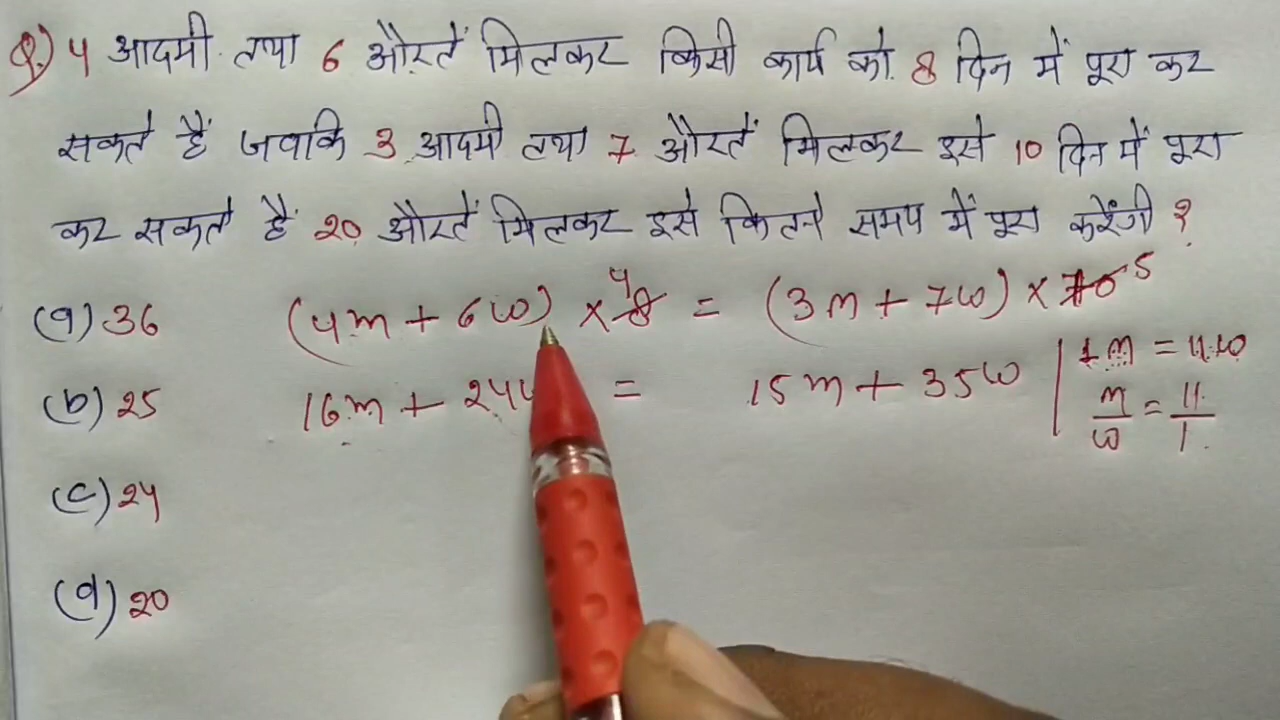 Q.) 4 आदमी तथा 6 औरतें मिलकर किसी कार्य को 8 दिन में पूरा कर
सकते हैं जबकि 3 आदमी तथा 7 औरतें मिलकर इसे 10 दिन में पूरा
कर सकते हैं 20 औरतें मिलकर इसे कितने समय में पूरा करेंगी ?
(a) 36
(4m + 6w) × 8 4 = (3m + 7w) × 10 5
(b) 25
16m + 24 = 15m + 35w
1m = 11w
m/w = 11/1
(c) 24
(d) 20